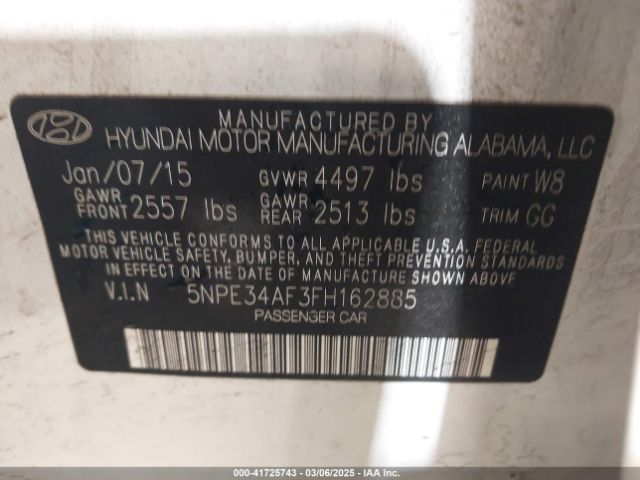 MANUFACTURED BY
HYUNDAI MOTOR MANUFACTURING ALABAMA, LLC
Jan/07/15 GVWR 4497 lbs PAINT W8
GAWR FRONT 2557 lbs GAWR REAR 2513 lbs TRIM GG
THIS VEHICLE CONFORMS TO ALL APPLICABLE U.S.A. FEDERAL
MOTOR VEHICLE SAFETY, BUMPER, AND THEFT PREVENTION STANDARDS
IN EFFECT ON THE DATE OF MANUFACTURE SHOWN ABOVE
V.I.N 5NPE34AF3FH162885
PASSENGER CAR
000-41725743 • 03/06/2025 • IAA Inc.